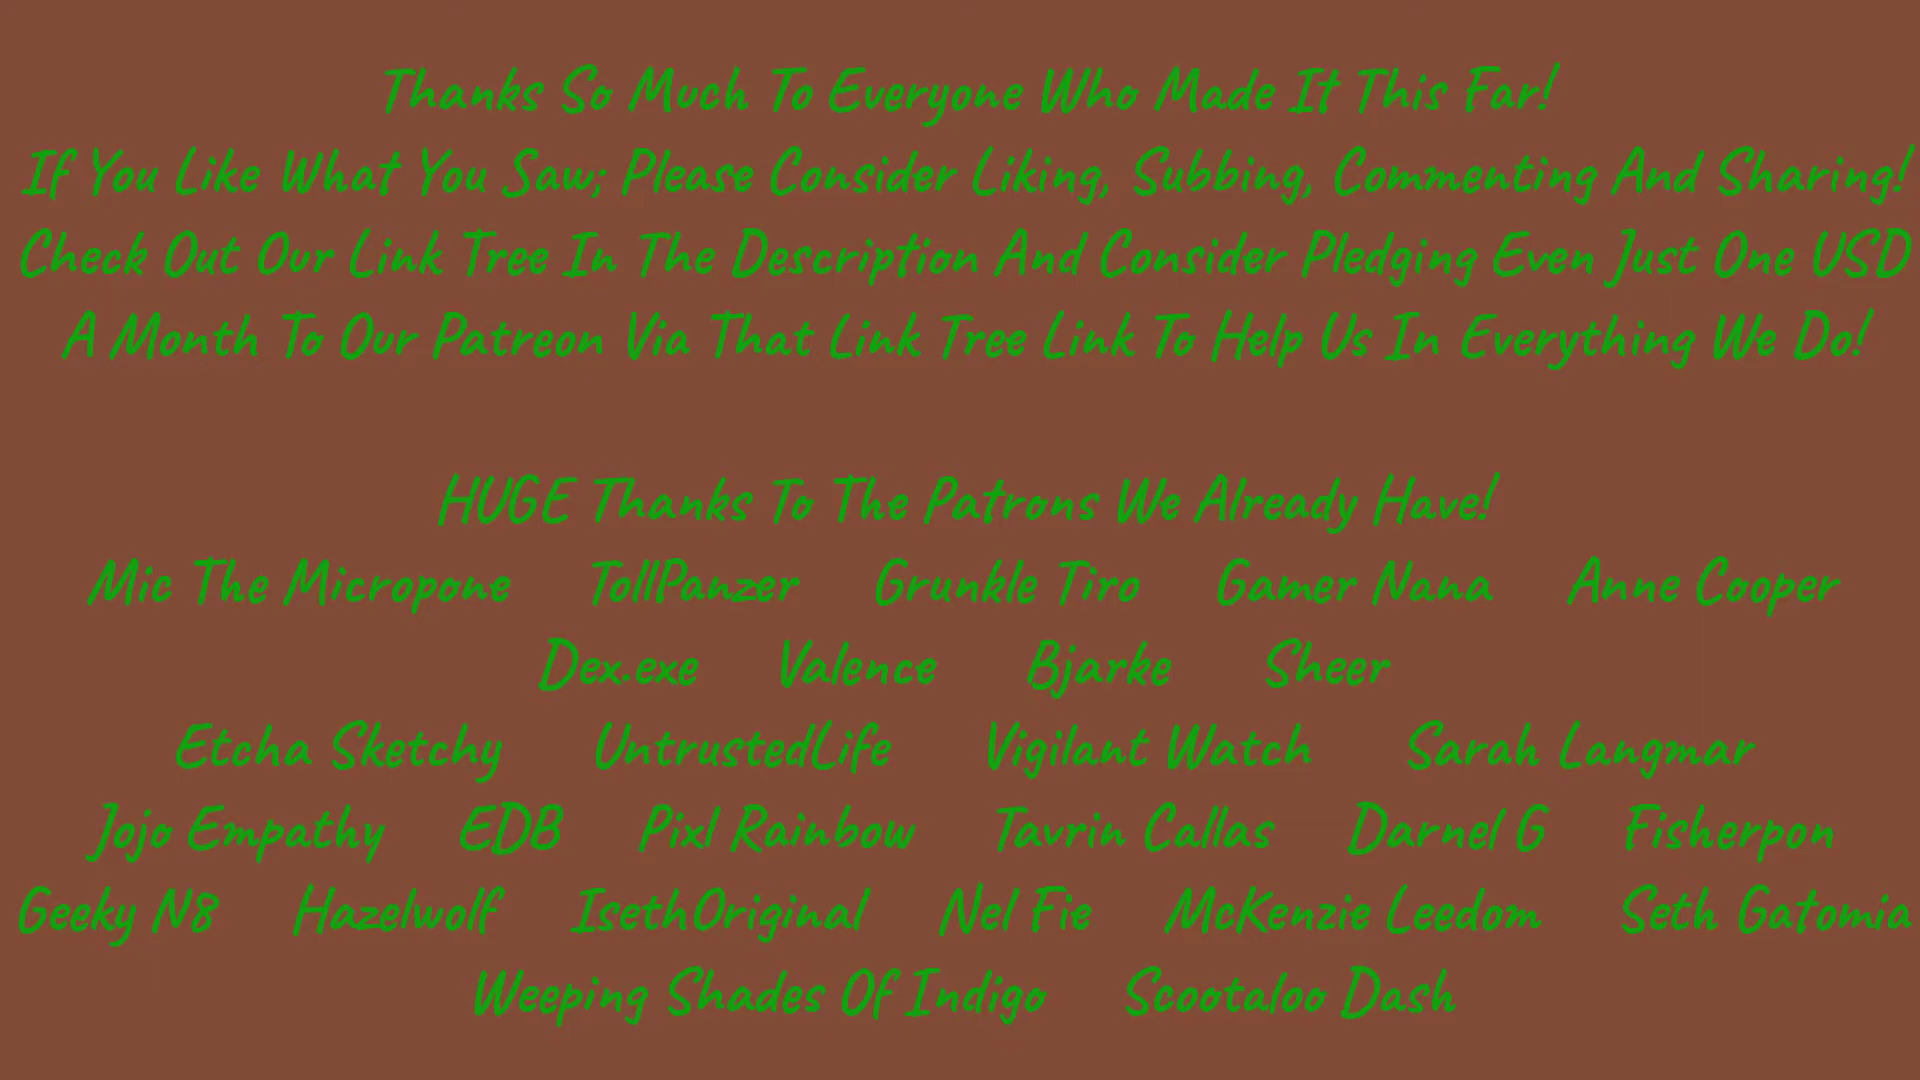 Thanks So Much To Everyone Who Made It This Far!
If You Like What You Saw; Please Consider Liking, Subbing, Commenting And Sharing!
Check Out Our Link Tree In The Description And Consider Pledging Even Just One USD
A Month To Our Patreon Via That Link Tree Link To Help Us In Everything We Do!
HUGE Thanks To The Patrons We Already Have!
Mic The Micropone TollPanzer Grunkle Tiro Gamer Nana Anne Cooper
Dex.exe Valence Bjarke Sheer
Etcha Sketchy UntrustedLife Vigilant Watch Sarah Langmar
Jojo Empathy EDB Pixl Rainbow Tavrin Callas Darnel G Fisherpon
Geeky N8 Hazelwolf IsethOriginal Nel Fie McKenzie Leedom Seth Gatomia
Weeping Shades Of Indigo Scootaloo Dash